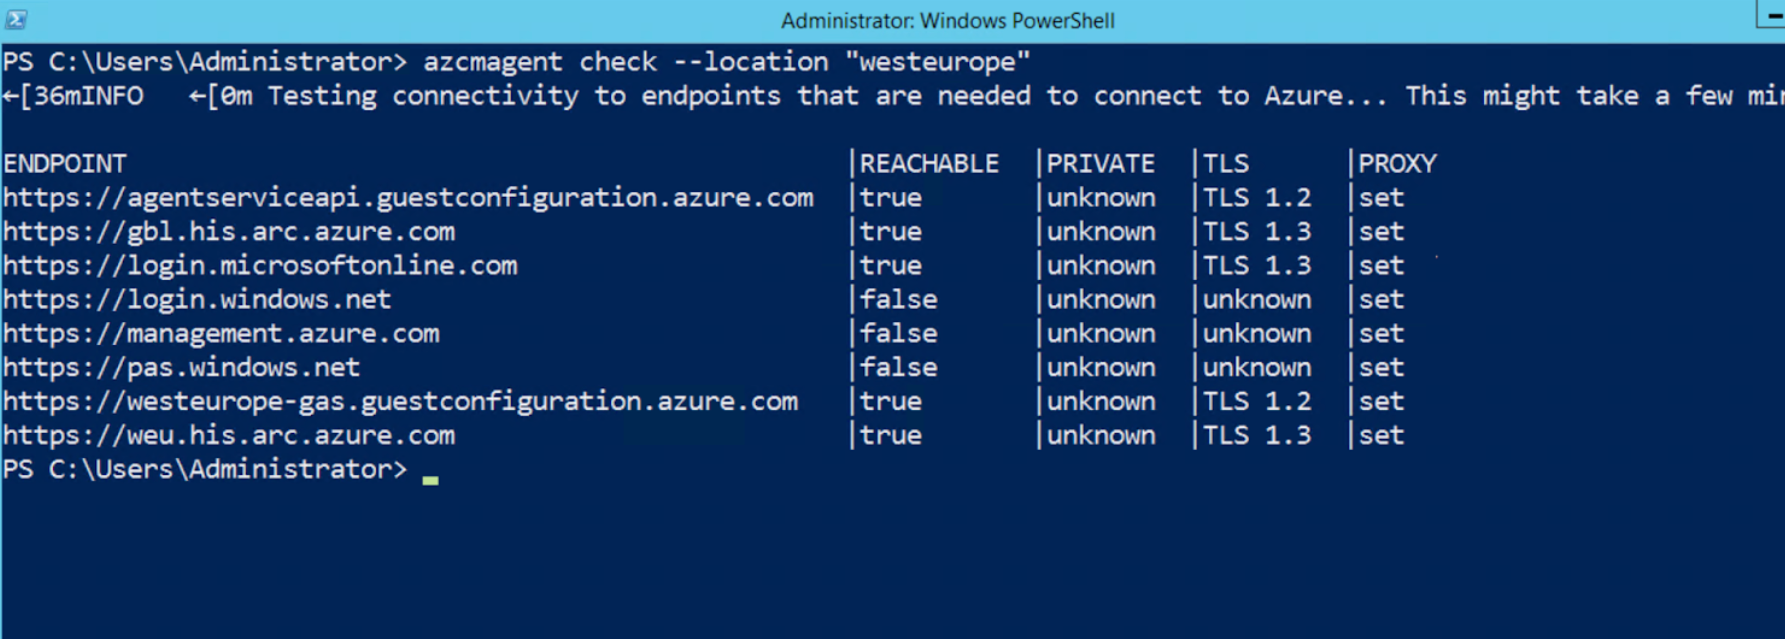 Administrator: Windows PowerShell
PS C:\Users\Administrator> azcmagent check --location "westeurope"
←[36mINFO   ←[0m Testing connectivity to endpoints that are needed to connect to Azure... This might take a few
ENDPOINT |REACHABLE |PRIVATE |TLS |PROXY
https://agentserviceapi.guestconfiguration.azure.com |true |unknown |TLS 1.2 |set
https://gbl.his.arc.azure.com |true |unknown |TLS 1.3 |set
https://login.microsoftonline.com |true |unknown |TLS 1.3 |set
https://login.windows.net |false |unknown |unknown |set
https://management.azure.com |false |unknown |unknown |set
https://pas.windows.net |false |unknown |unknown |set
https://westeurope-gas.guestconfiguration.azure.com |true |unknown |TLS 1.2 |set
https://weu.his.arc.azure.com |true |unknown |TLS 1.3 |set
PS C:\Users\Administrator>